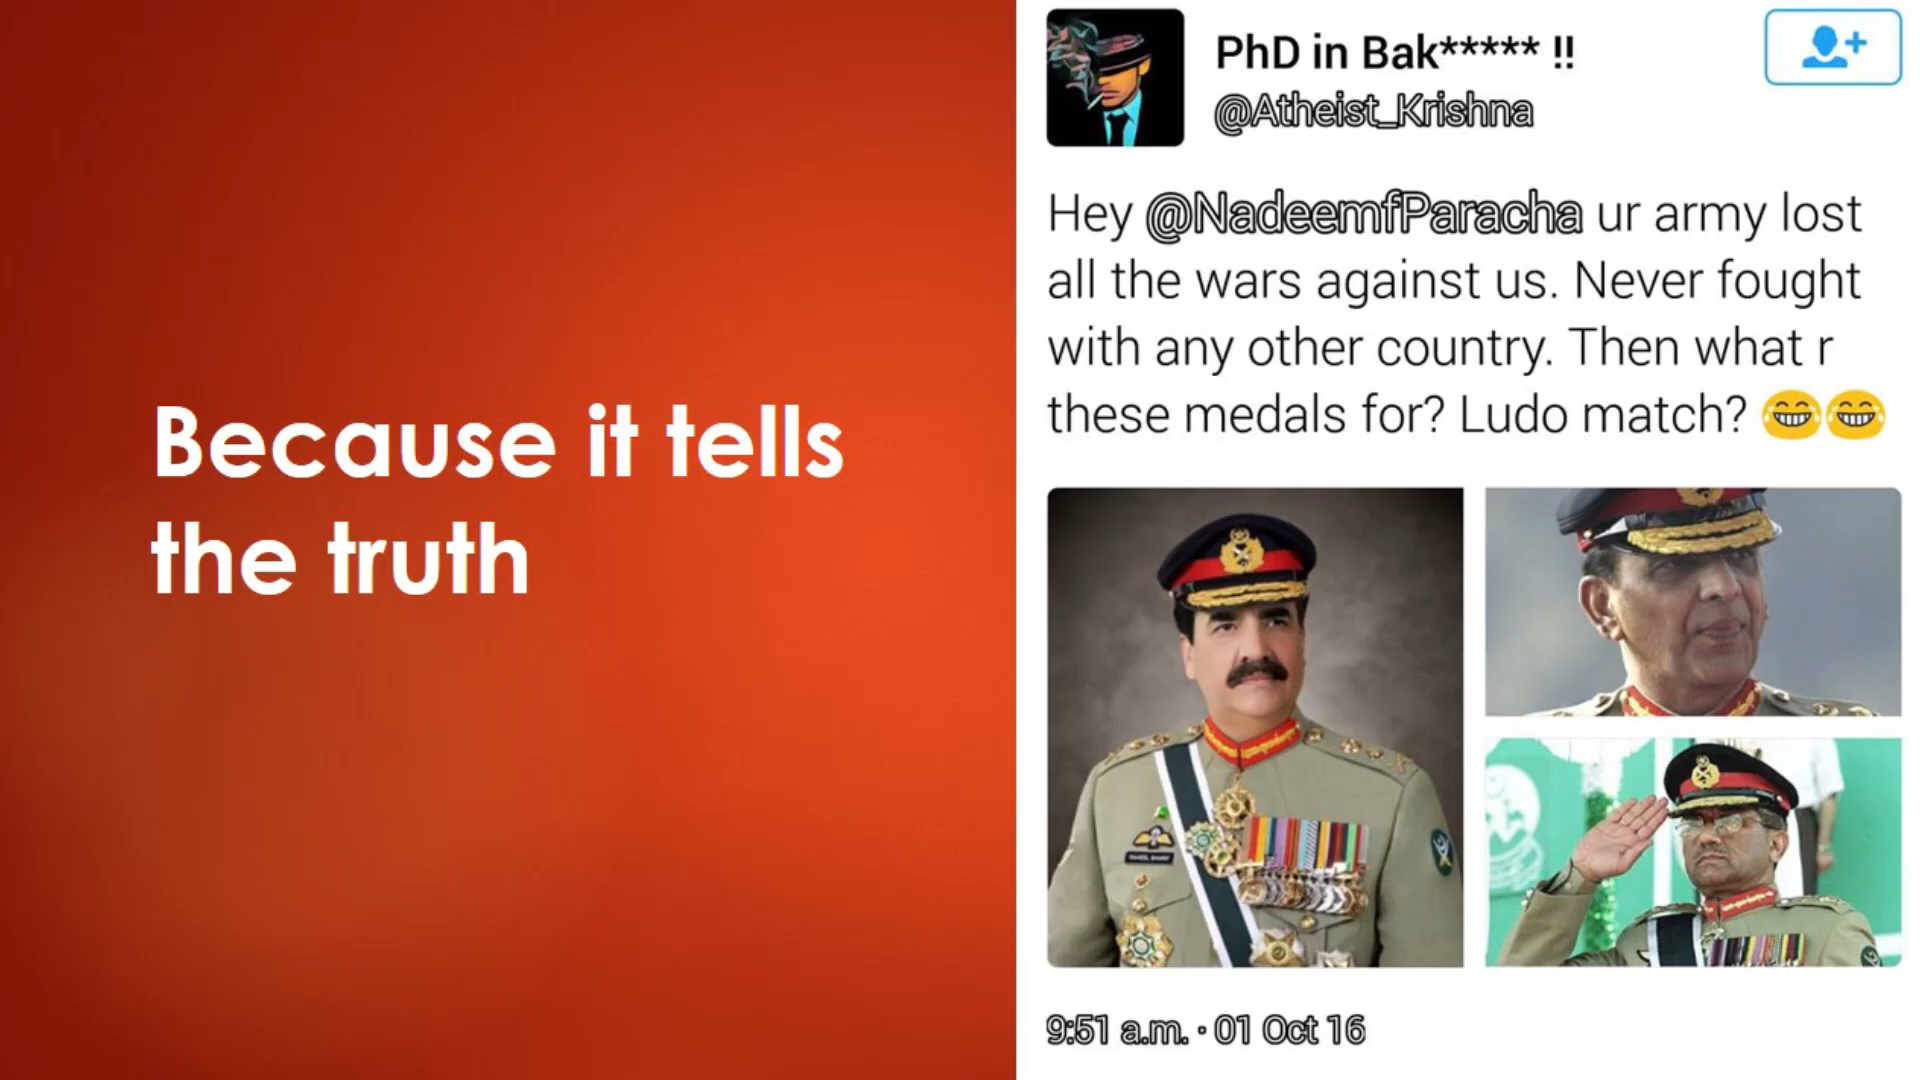 Because it tells
the truth
PhD in Bak***** !!
@Atheist_Krishna
Hey @NadeemfParacha ur army lost
all the wars against us. Never fought
with any other country. Then what r
these medals for? Ludo match? 😂😂
9:51 a.m. · 01 Oct 16